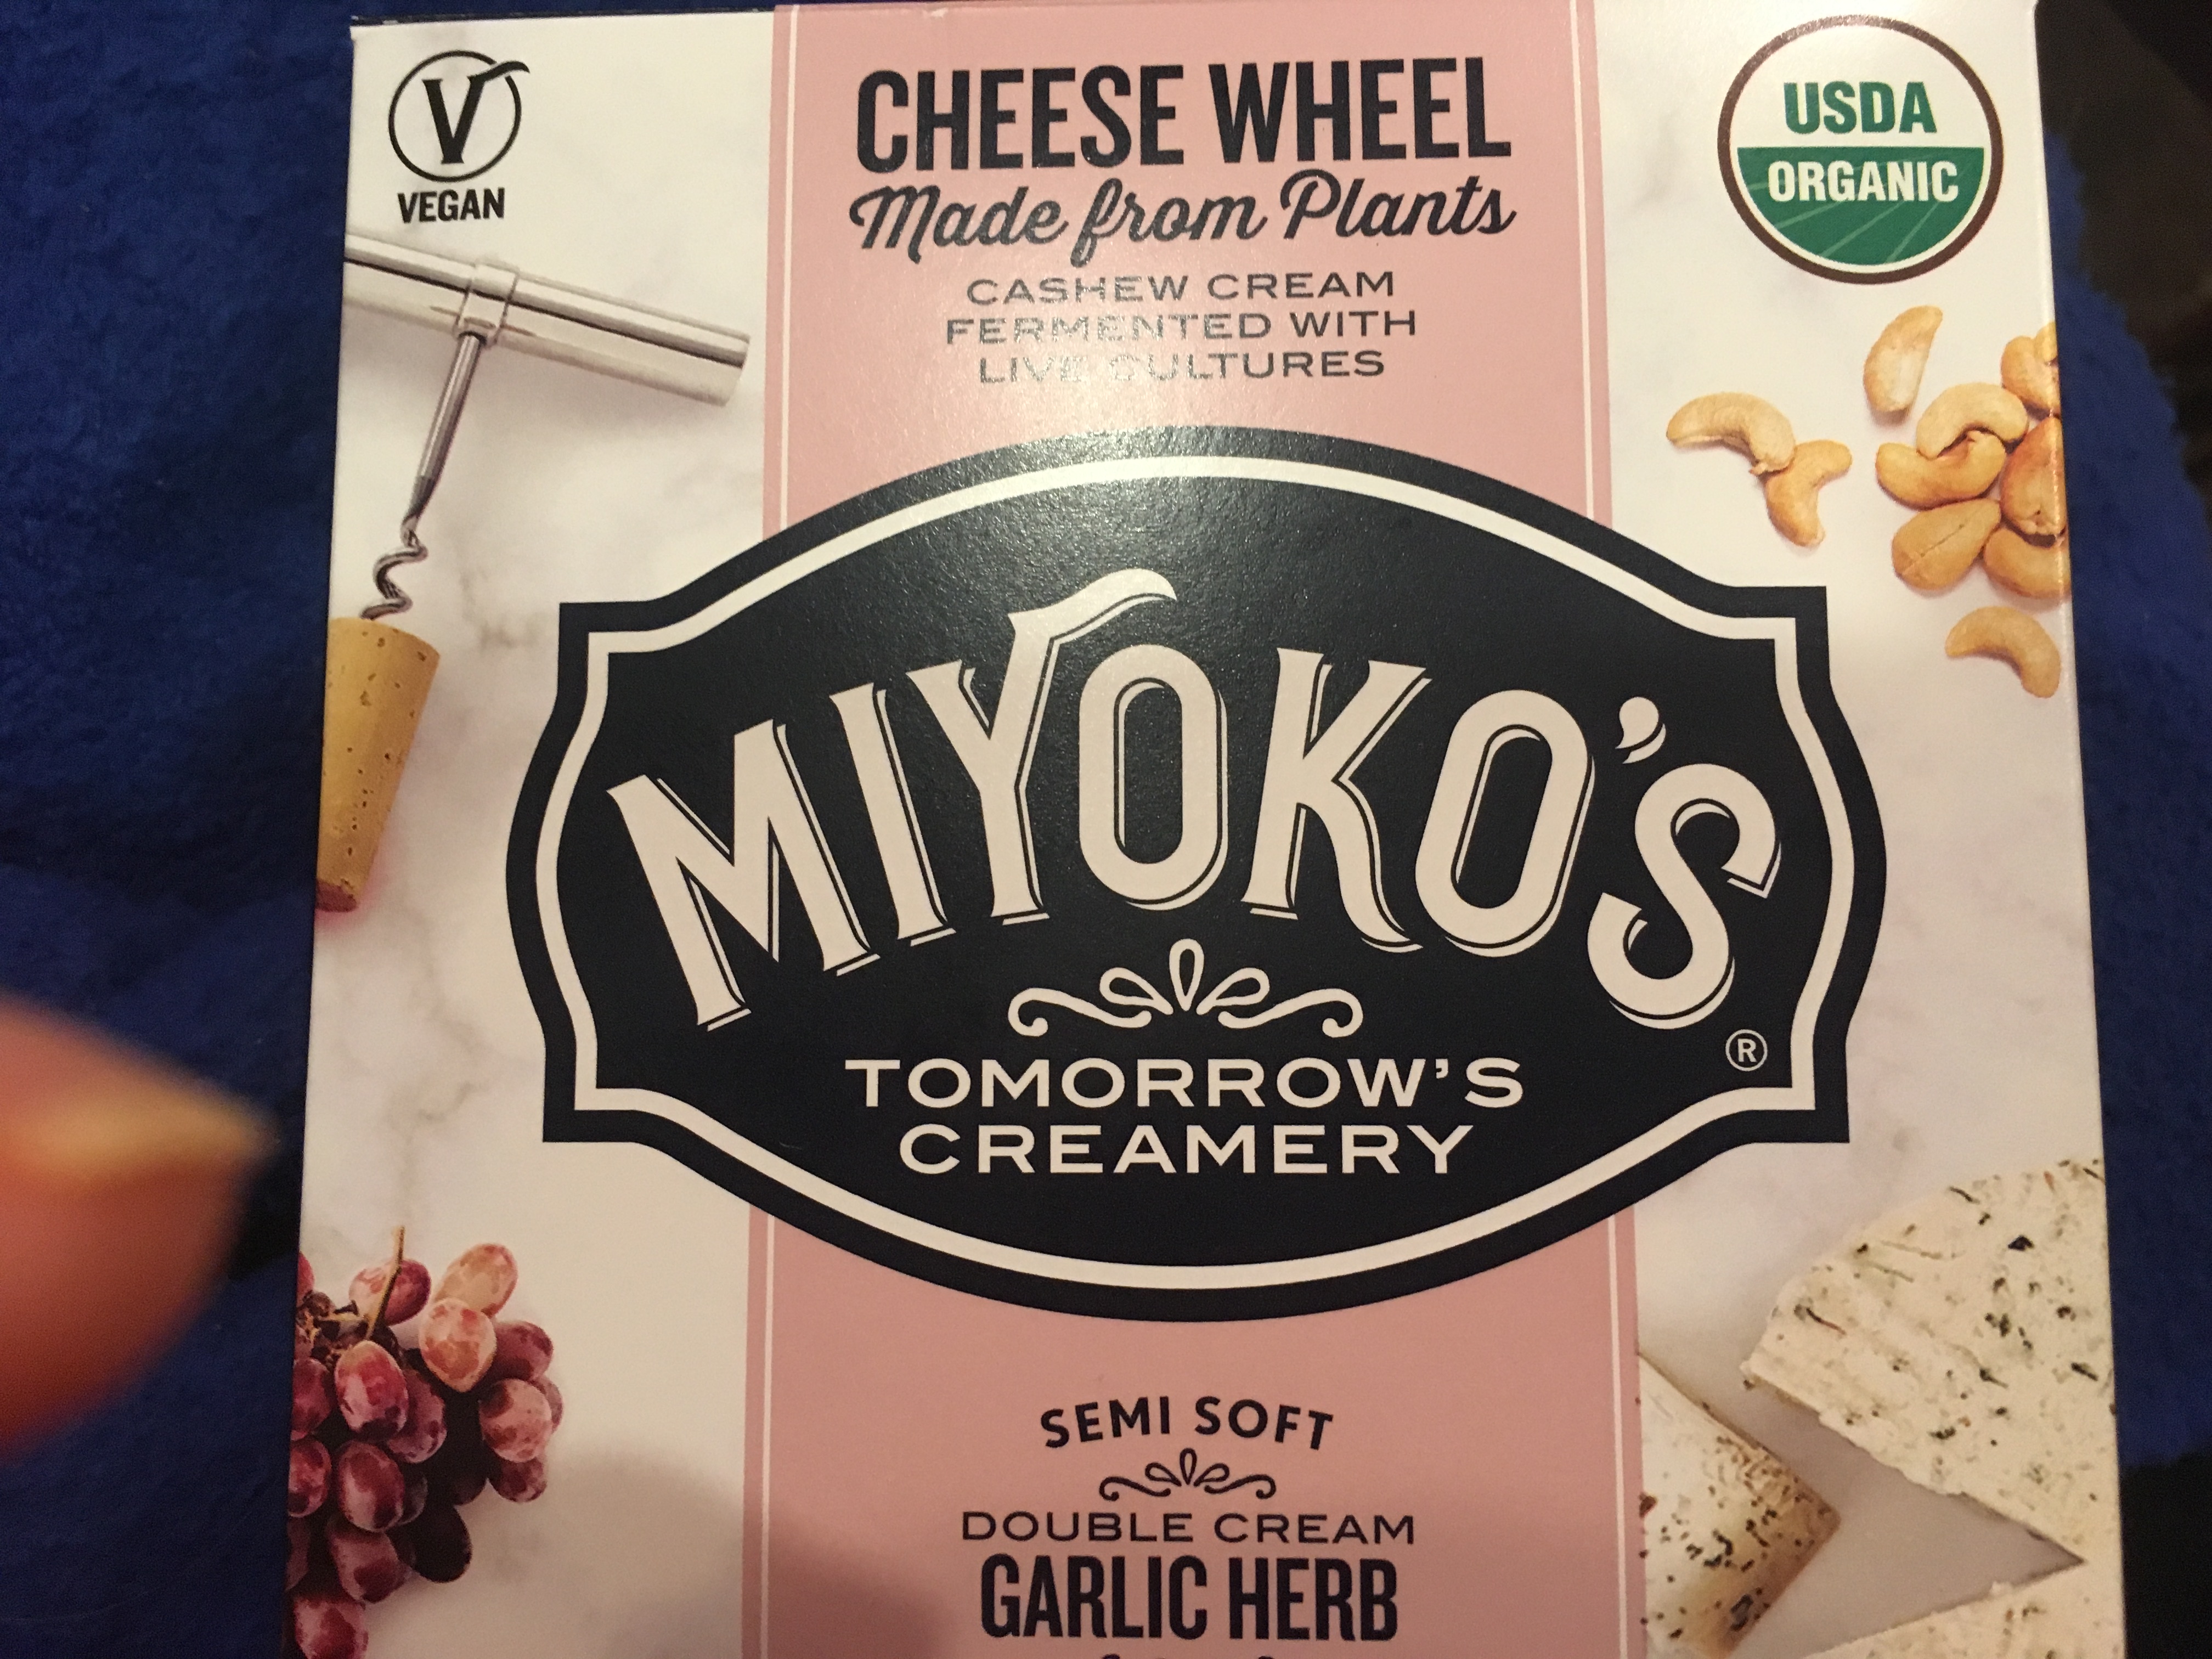 V
VEGAN
CHEESE WHEEL
Made from Plants
CASHEW CREAM
FERMENTED WITH
LIVE CULTURES
USDA
ORGANIC
MIYOKO'S
®
TOMORROW'S
CREAMERY
SEMI SOFT
DOUBLE CREAM
GARLIC HERB